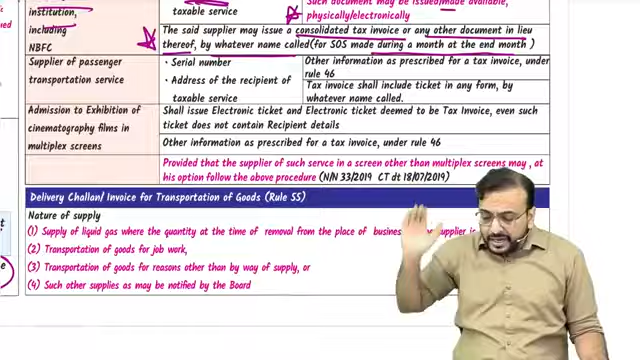 institution,
including
NBFC
taxable service
Such document may be issued/made available,
physically/electronically
The said supplier may issue a consolidated tax invoice or any other document in lieu
thereof, by whatever name called(for SOS made during a month at the end month )
Supplier of passenger
transportation service
• Serial number
• Address of the recipient of
taxable service
Other information as prescribed for a tax invoice, under
rule 46
Tax invoice shall include ticket in any form, by
whatever name called.
Admission to Exhibition of
cinematography films in
multiplex screens
Shall issue Electronic ticket and Electronic ticket deemed to be Tax Invoice, even such
ticket does not contain Recipient details
Other information as prescribed for a tax invoice, under rule 46
Provided that the supplier of such servce in a screen other than multiplex screens may, at
his option follow the above procedure (N/N 33/2019 CT dt 18/07/2019)
Delivery Challan/ Invoice for Transportation of Goods (Rule 55)
Nature of supply
(1) Supply of liquid gas where the quantity at the time of removal from the place of business supplier is
(2) Transportation of goods for job work,
(3) Transportation of goods for reasons other than by way of supply, or
(4) Such other supplies as may be notified by the Board